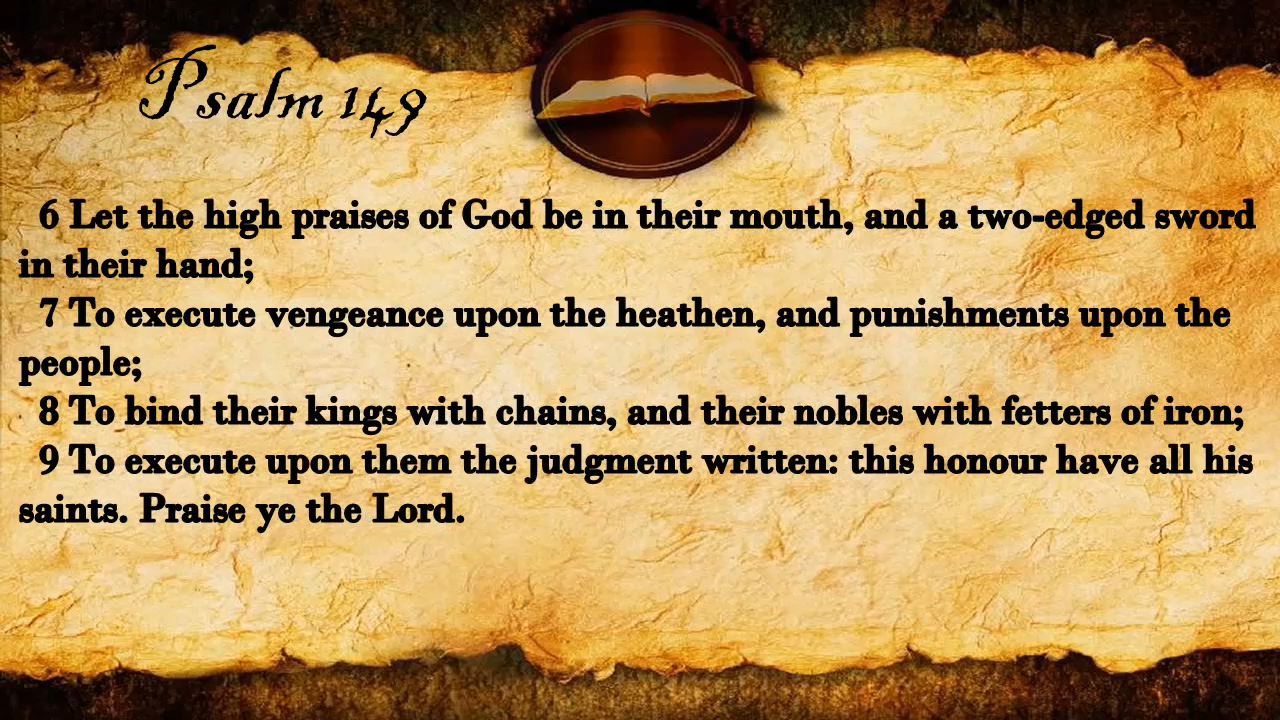 Psalm 149
6 Let the high praises of God be in their mouth, and a two-edged sword
in their hand;
7 To execute vengeance upon the heathen, and punishments upon the
people;
8 To bind their kings with chains, and their nobles with fetters of iron;
9 To execute upon them the judgment written: this honour have all his
saints. Praise ye the Lord.